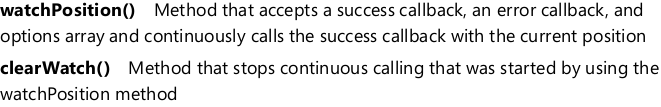 watchPosition() Method that accepts a success callback, an error callback, and
options array and continuously calls the success callback with the current position
clearWatch() Method that stops continuous calling that was started by using the
watchPosition method